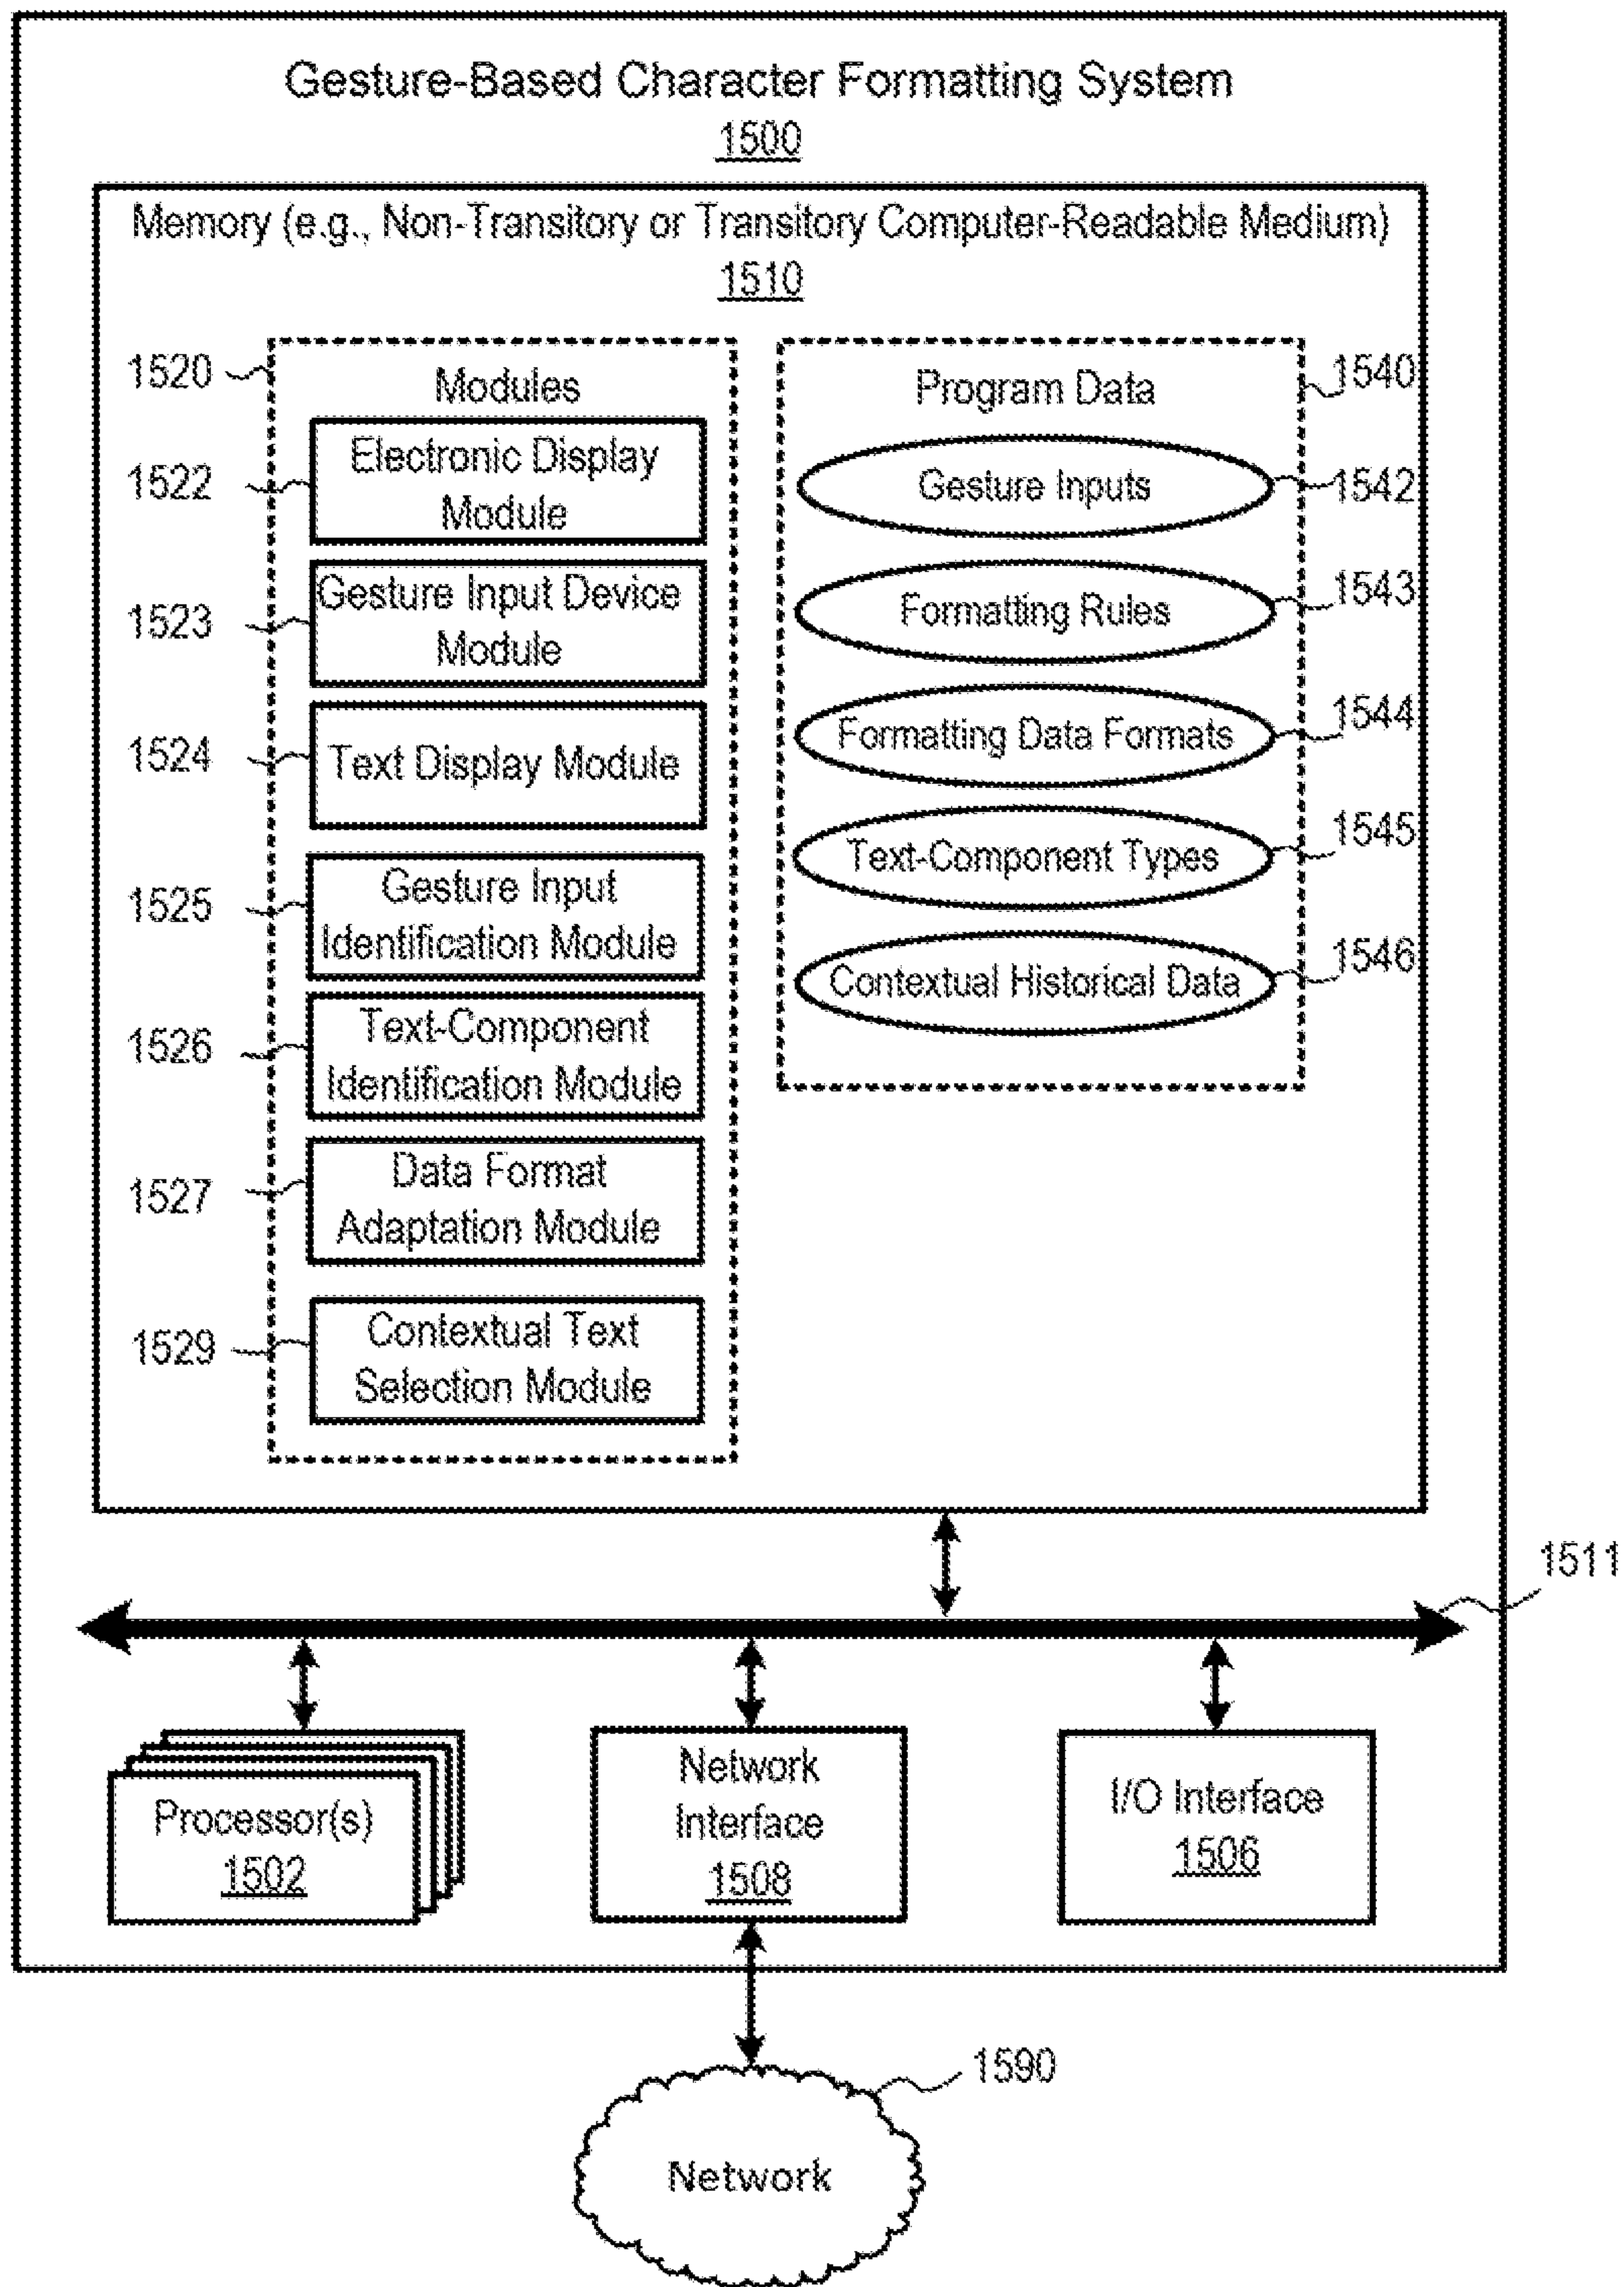 Gesture-Based Character Formatting System
1500
Memory (e.g., Non-Transitory or Transitory Computer-Readable Medium)
1510
1520
Modules
1522
Electronic Display
Module
1523
Gesture Input Device
Module
1524
Text Display Module
1525
Gesture Input
Identification Module
1526
Text-Component
Identification Module
1527
Data Format
Adaptation Module
1529
Contextual Text
Selection Module
Program Data
1540
Gesture Inputs
1542
Formatting Rules
1543
Formatting Data Formats
1544
Text-Component Types
1545
Contextual Historical Data
1546
1511
Processor(s)
1502
Network
Interface
1508
I/O Interface
1506
1590
Network